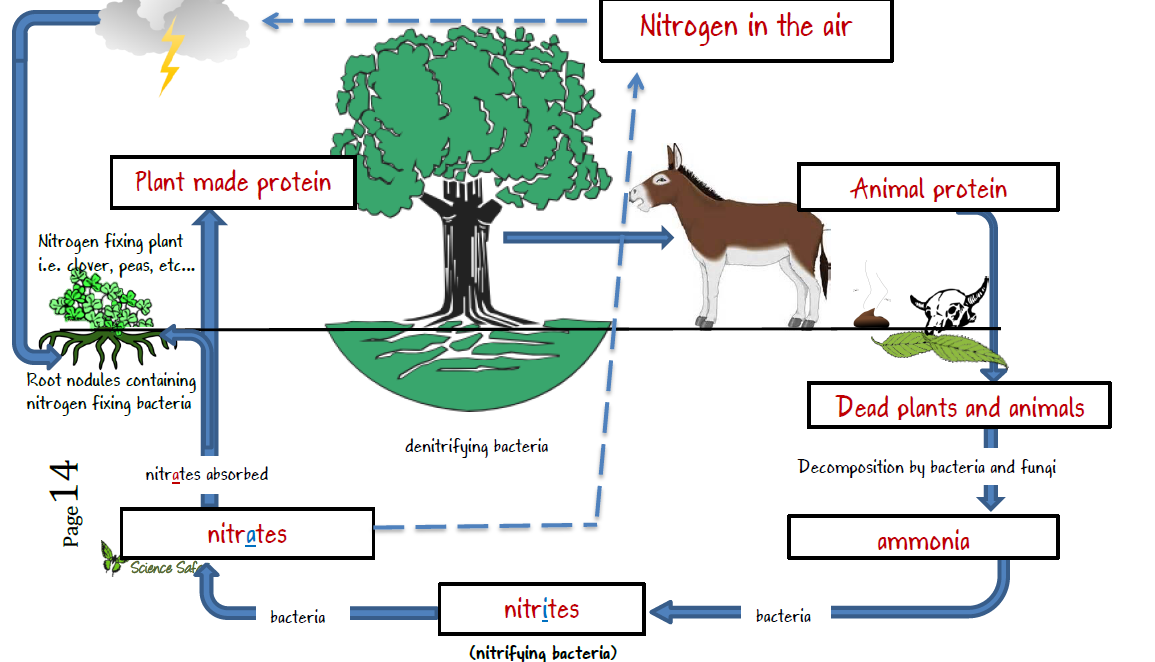 Nitrogen in the air
Plant made protein
Animal protein
Nitrogen fixing plant
i.e. clover, peas, etc...
Root nodules containing
nitrogen fixing bacteria
Dead plants and animals
denitrifying bacteria
Decomposition by bacteria and fungi
nitrates absorbed
Page 14
nitrates
ammonia
Science Safe
nitrites
bacteria
bacteria
(nitrifying bacteria)